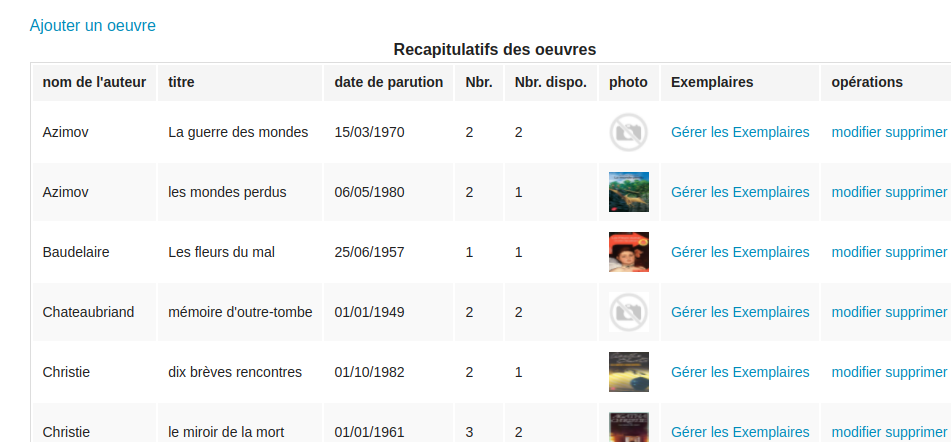 Ajouter un oeuvre
Recapitulatifs des oeuvres
nom de l'auteur titre date de parution Nbr. Nbr. dispo. photo Exemplaires opérations
Azimov La guerre des mondes 15/03/1970 2 2 Gérer les Exemplaires modifier supprimer
Azimov les mondes perdus 06/05/1980 2 1 Gérer les Exemplaires modifier supprimer
Baudelaire Les fleurs du mal 25/06/1957 1 1 Gérer les Exemplaires modifier supprimer
Chateaubriand mémoire d'outre-tombe 01/01/1949 2 2 Gérer les Exemplaires modifier supprimer
Christie dix brèves rencontres 01/10/1982 2 1 Gérer les Exemplaires modifier supprimer
Christie le miroir de la mort 01/01/1961 3 2 Gérer les Exemplaires modifier supprimer